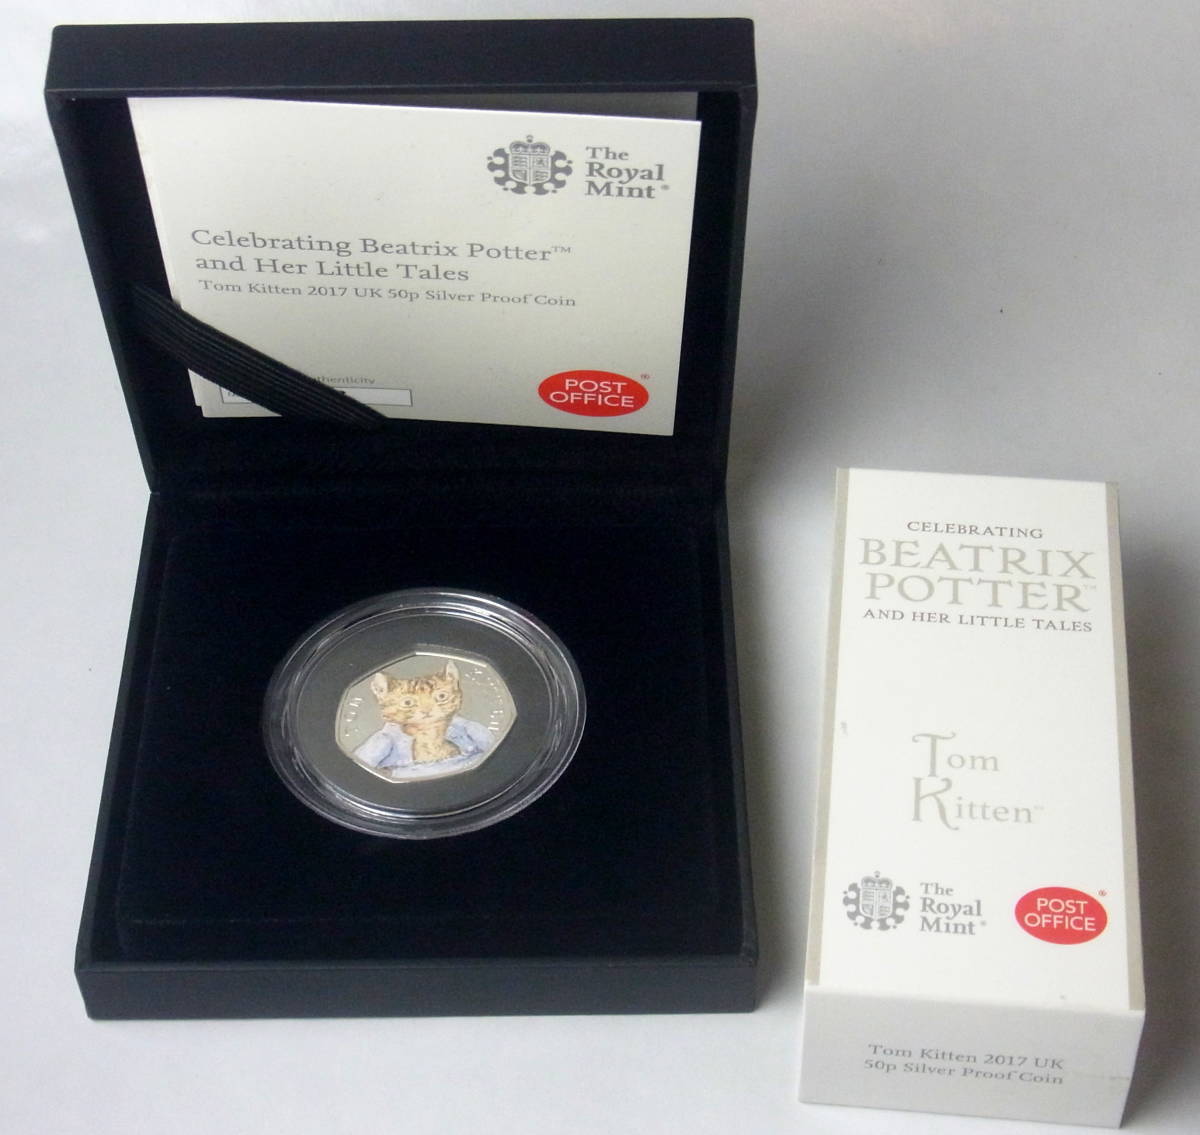 The
Royal
Mint®
Celebrating Beatrix Potter™
and Her Little Tales
Tom Kitten 2017 UK 50p Silver Proof Coin
POST
OFFICE
®
TOM KITTEN
CELEBRATING
BEATRIX
POTTER™
AND HER LITTLE TALES
Tom
Kitten™
The
Royal
Mint®
POST
OFFICE
®
Tom Kitten 2017 UK
50p Silver Proof Coin